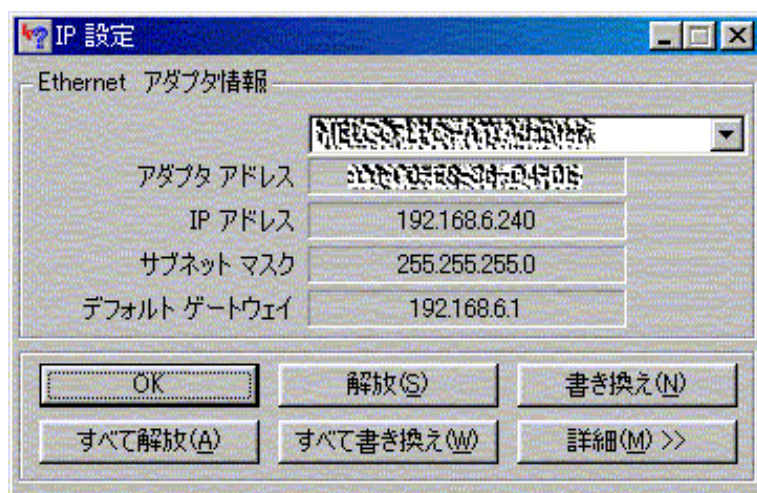 IP 設定
Ethernet アダプタ情報
アダプタ アドレス
IP アドレス 192.168.6.240
サブネット マスク 255.255.255.0
デフォルト ゲートウェイ 192.168.6.1
OK 解放(S) 書き換え(N)
すべて解放(A) すべて書き換え(W) 詳細(M) >>